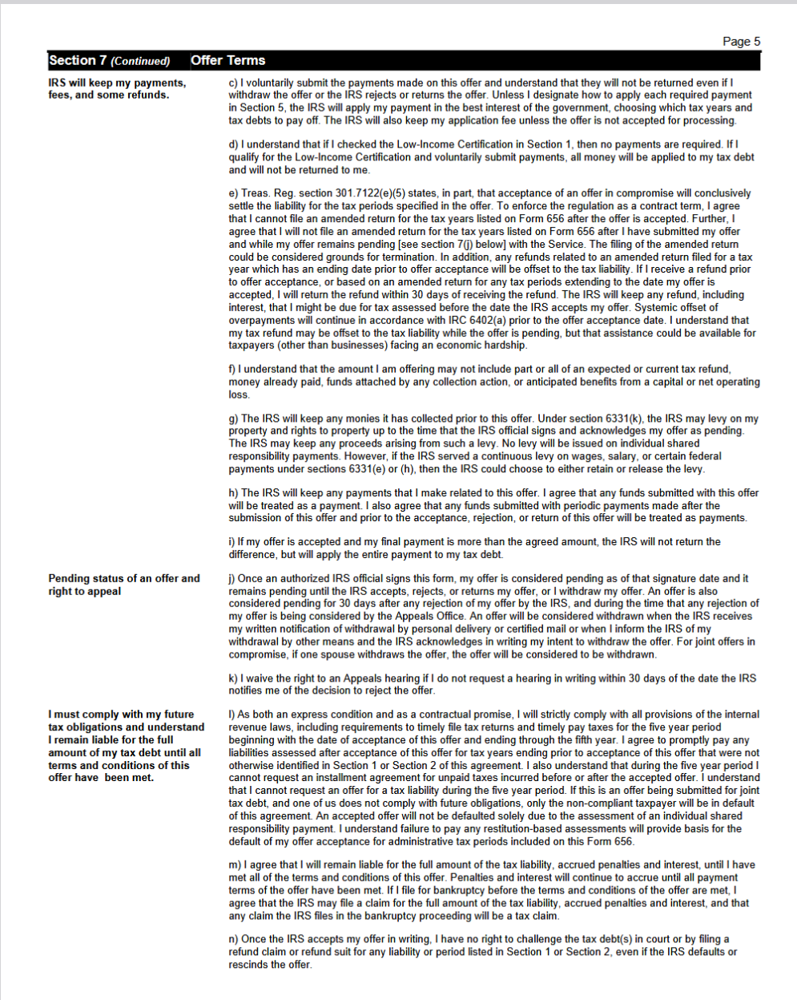 Page 5
Section 7 (Continued) Offer Terms
IRS will keep my payments,
fees, and some refunds.
c) I voluntarily submit the payments made on this offer and understand that they will not be returned even if I
withdraw the offer or the IRS rejects or returns the offer. Unless I designate how to apply each required payment
in Section 5, the IRS will apply my payment in the best interest of the government, choosing which tax years and
tax debts to pay off. The IRS will also keep my application fee unless the offer is not accepted for processing.
d) I understand that if I checked the Low-Income Certification in Section 1, then no payments are required. If I
qualify for the Low-Income Certification and voluntarily submit payments, all money will be applied to my tax debt
and will not be returned to me.
e) Treas. Reg. section 301.7122(e)(5) states, in part, that acceptance of an offer in compromise will conclusively
settle the liability for the tax periods specified in the offer. To enforce the regulation as a contract term, I agree
that I cannot file an amended return for the tax years listed on Form 656 after the offer is accepted. Further, I
agree that I will not file an amended return for the tax years listed on Form 656 after I have submitted my offer
and while my offer remains pending [see section 7(j) below] with the Service. The filing of the amended return
could be considered grounds for termination. In addition, any refunds related to an amended return filed for a tax
year which has an ending date prior to offer acceptance will be offset to the tax liability. If I receive a refund prior
to offer acceptance, or based on an amended return for any tax periods extending to the date my offer is
accepted, I will return the refund within 30 days of receiving the refund. The IRS will keep any refund, including
interest, that I might be due for tax assessed before the date the IRS accepts my offer. Systemic offset of
overpayments will continue in accordance with IRC 6402(a) prior to the offer acceptance date. I understand that
my tax refund may be offset to the tax liability while the offer is pending, but that assistance could be available for
taxpayers (other than businesses) facing an economic hardship.
f) I understand that the amount I am offering may not include part or all of an expected or current tax refund,
money already paid, funds attached by any collection action, or anticipated benefits from a capital or net operating
loss.
g) The IRS will keep any monies it has collected prior to this offer. Under section 6331(k), the IRS may levy on my
property and rights to property up to the time that the IRS official signs and acknowledges my offer as pending.
The IRS may keep any proceeds arising from such a levy. No levy will be issued on individual shared
responsibility payments. However, if the IRS served a continuous levy on wages, salary, or certain federal
payments under sections 6331(e) or (h), then the IRS could choose to either retain or release the levy.
h) The IRS will keep any payments that I make related to this offer. I agree that any funds submitted with this offer
will be treated as a payment. I also agree that any funds submitted with periodic payments made after the
submission of this offer and prior to the acceptance, rejection, or return of this offer will be treated as payments.
i) If my offer is accepted and my final payment is more than the agreed amount, the IRS will not return the
difference, but will apply the entire payment to my tax debt.
Pending status of an offer and
right to appeal
j) Once an authorized IRS official signs this form, my offer is considered pending as of that signature date and it
remains pending until the IRS accepts, rejects, or returns my offer, or I withdraw my offer. An offer is also
considered pending for 30 days after any rejection of my offer by the IRS, and during the time that any rejection of
my offer is being considered by the Appeals Office. An offer will be considered withdrawn when the IRS receives
my written notification of withdrawal by personal delivery or certified mail or when I inform the IRS of my
withdrawal by other means and the IRS acknowledges in writing my intent to withdraw the offer. For joint offers in
compromise, if one spouse withdraws the offer, the offer will be considered to be withdrawn.
k) I waive the right to an Appeals hearing if I do not request a hearing in writing within 30 days of the date the IRS
notifies me of the decision to reject the offer.
I must comply with my future
tax obligations and understand
I remain liable for the full
amount of my tax debt until all
terms and conditions of this
offer have been met.
l) As both an express condition and as a contractual promise, I will strictly comply with all provisions of the internal
revenue laws, including requirements to timely file tax returns and timely pay taxes for the five year period
beginning with the date of acceptance of this offer and ending through the fifth year. I agree to promptly pay any
liabilities assessed after acceptance of this offer for tax years ending prior to acceptance of this offer that were not
otherwise identified in Section 1 or Section 2 of this agreement. I also understand that during the five year period I
cannot request an installment agreement for unpaid taxes incurred before or after the accepted offer. I understand
that I cannot request an offer for a tax liability during the five year period. If this is an offer being submitted for joint
tax debt, and one of us does not comply with future obligations, only the non-compliant taxpayer will be in default
of this agreement. An accepted offer will not be defaulted solely due to the assessment of an individual shared
responsibility payment. I understand failure to pay any restitution-based assessments will provide basis for the
default of my offer acceptance for administrative tax periods included on this Form 656.
m) I agree that I will remain liable for the full amount of the tax liability, accrued penalties and interest, until I have
met all of the terms and conditions of this offer. Penalties and interest will continue to accrue until all payment
terms of the offer have been met. If I file for bankruptcy before the terms and conditions of the offer are met, I
agree that the IRS may file a claim for the full amount of the tax liability, accrued penalties and interest, and that
any claim the IRS files in the bankruptcy proceeding will be a tax claim.
n) Once the IRS accepts my offer in writing, I have no right to challenge the tax debt(s) in court or by filing a
refund claim or refund suit for any liability or period listed in Section 1 or Section 2, even if the IRS defaults or
rescinds the offer.